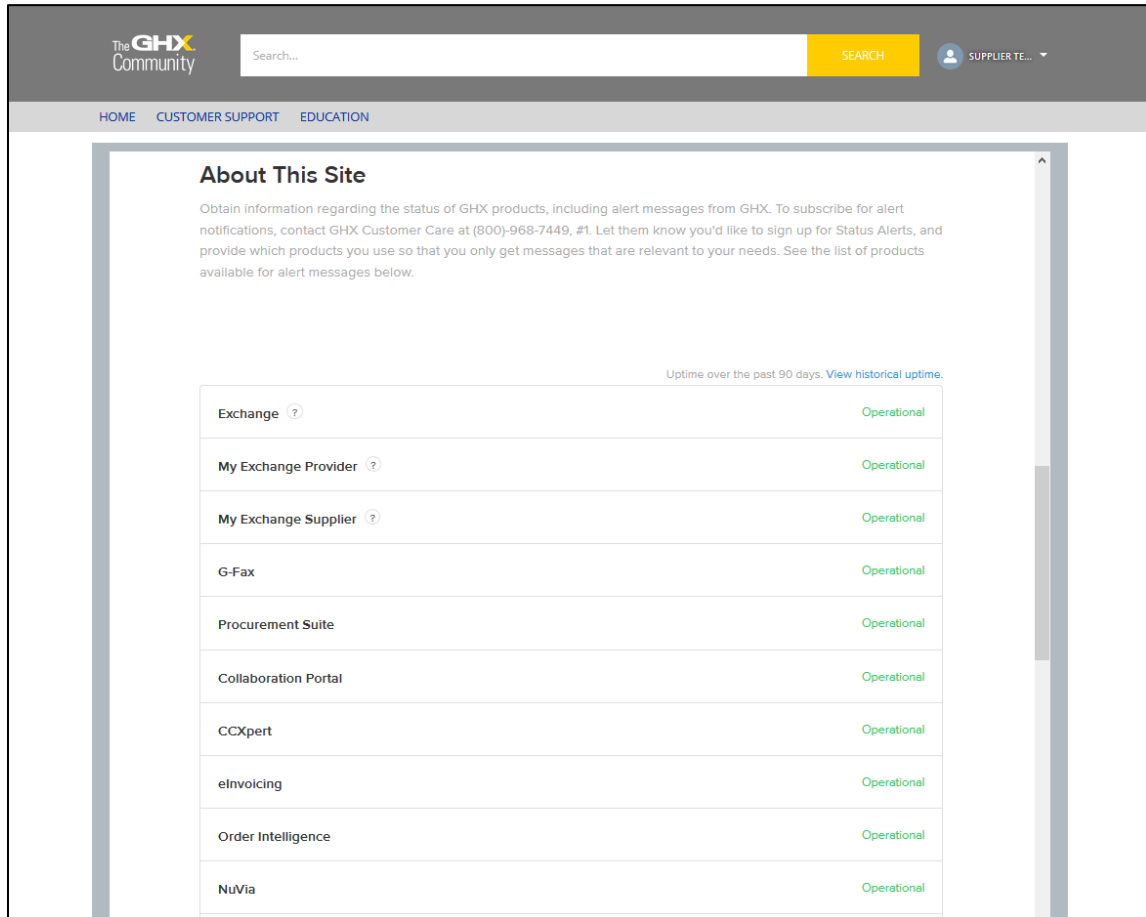 The GHX
Community
Search...
SEARCH
SUPPLIER TE...
HOME CUSTOMER SUPPORT EDUCATION
About This Site
Obtain information regarding the status of GHX products, including alert messages from GHX. To subscribe for alert
notifications, contact GHX Customer Care at (800)-968-7449, #1. Let them know you'd like to sign up for Status Alerts, and
provide which products you use so that you only get messages that are relevant to your needs. See the list of products
available for alert messages below.
Uptime over the past 90 days. View historical uptime.
Exchange ? Operational
My Exchange Provider ? Operational
My Exchange Supplier ? Operational
G-Fax Operational
Procurement Suite Operational
Collaboration Portal Operational
CCXpert Operational
eInvoicing Operational
Order Intelligence Operational
NuVia Operational